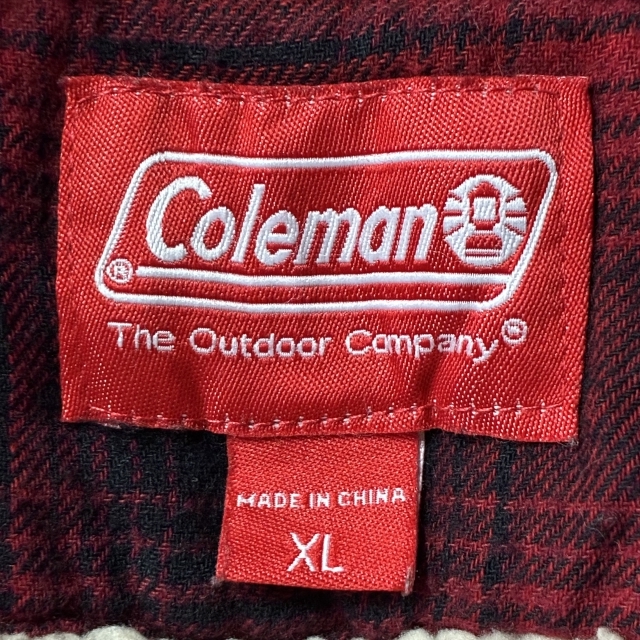 Coleman
®
The Outdoor Company®
MADE IN CHINA
XL